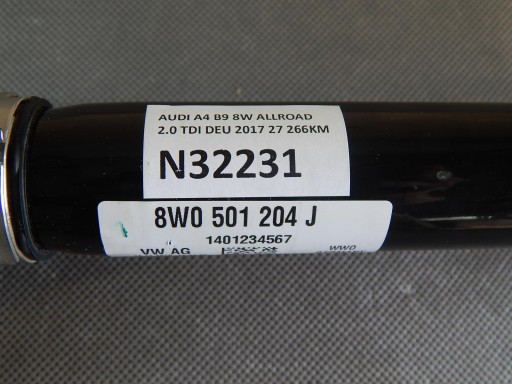 AUDI A4 B9 8W ALLROAD
2.0 TDI DEU 2017 27 266KM
N32231
8W0 501 204 J
1401234567
VW AG
WW0